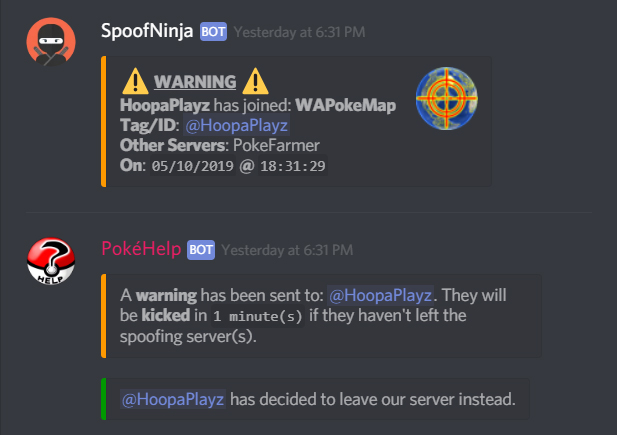 SpoofNinja BOT Yesterday at 6:31 PM
WARNING
HoopaPlayz has joined: WAPokeMap
Tag/ID: @HoopaPlayz
Other Servers: PokeFarmer
On: 05/10/2019 @ 18:31:29
PokéHelp BOT Yesterday at 6:31 PM
HELP
A warning has been sent to: @HoopaPlayz. They will
be kicked in 1 minute(s) if they haven't left the
spoofing server(s).
@HoopaPlayz has decided to leave our server instead.